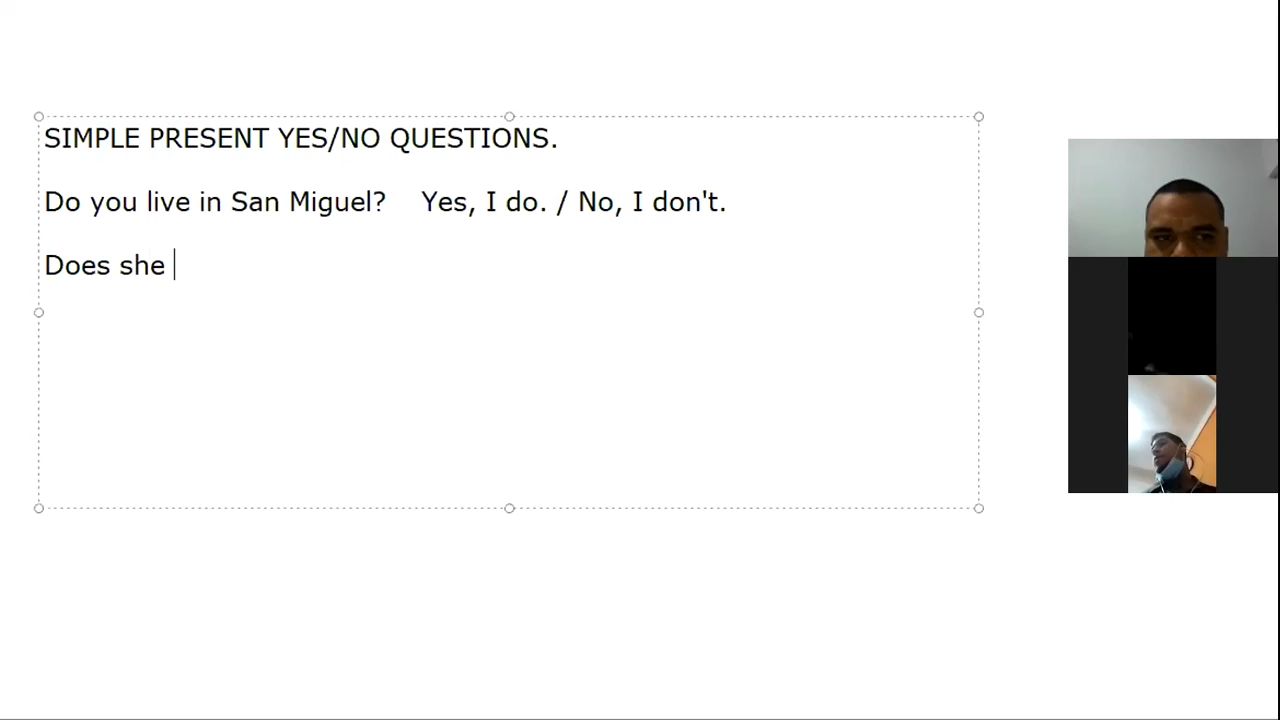 SIMPLE PRESENT YES/NO QUESTIONS.
Do you live in San Miguel? Yes, I do. / No, I don't.
Does she